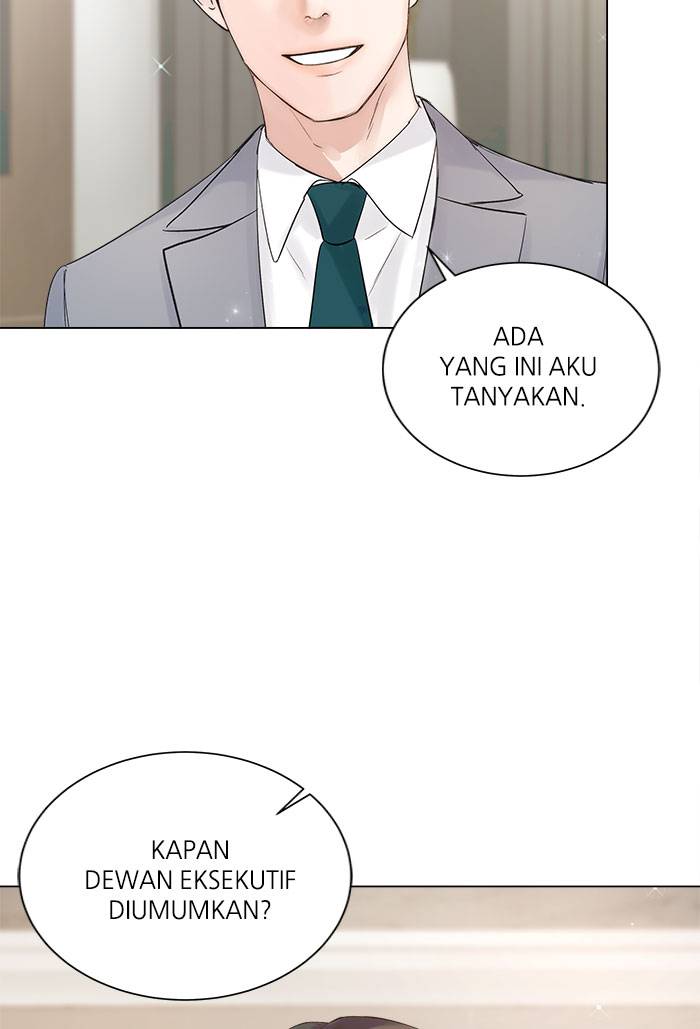 ADA
YANG INI AKU
TANYAKAN.
KAPAN
DEWAN EKSEKUTIF
DIUMUMKAN?